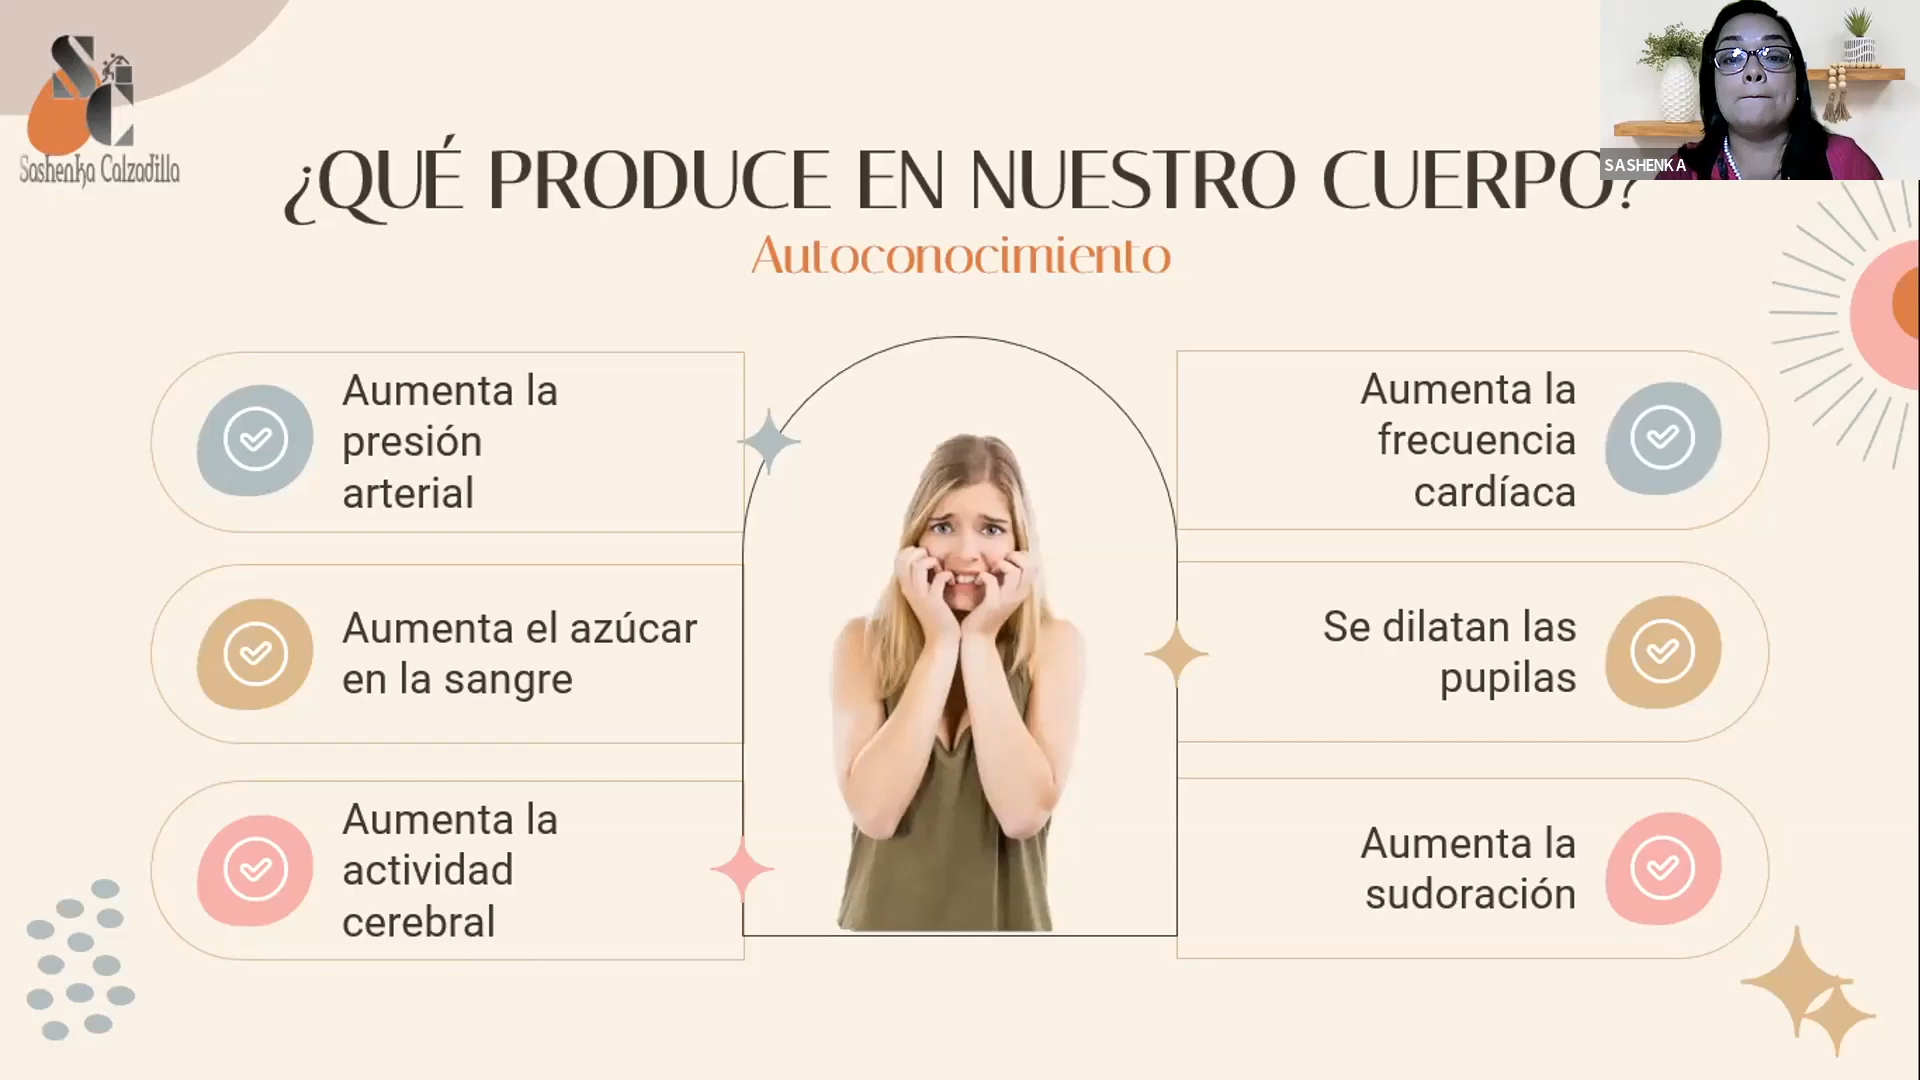 SC
Sashenka Calzadilla
SASHENKA
¿QUÉ PRODUCE EN NUESTRO CUERPO?
Autoconocimiento
Aumenta la
presión
arterial
Aumenta el azúcar
en la sangre
Aumenta la
actividad
cerebral
Aumenta la
frecuencia
cardíaca
Se dilatan las
pupilas
Aumenta la
sudoración